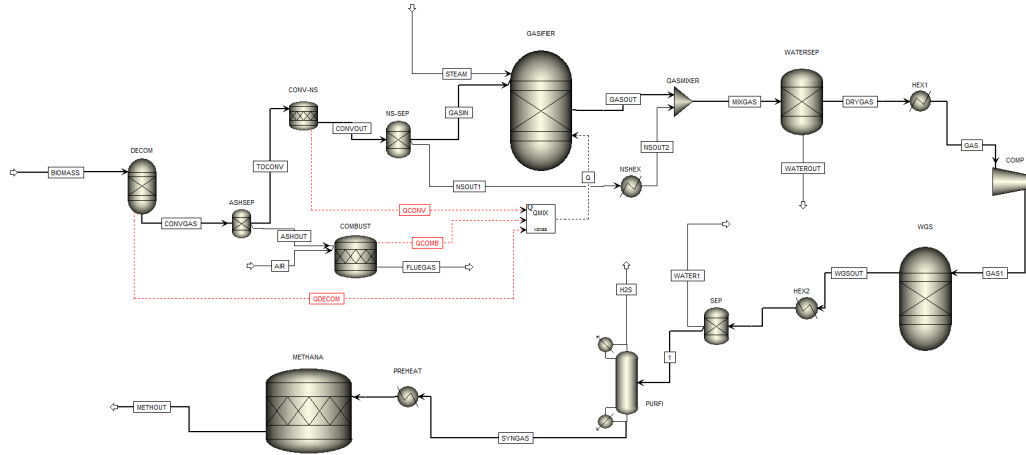 GASIFIER
WATERSEP
STEAM
GASMIXER
HEX1
CONV-NS
GASOUT
MIXGAS
DRYGAS
NS-SEP
GASIN
CONVOUT
GAS
DECOM
TOCONV
NSOUT2
COMP
BIOMASS
WATEROUT
Q
NSHEX
NSOUT1
ASHSEP
QCONV
Q
QMIX
CONVGAS
COMBUST
ASHOUT
QCOMB
WGS
AIR
FLUEGAS
WATER1
WGSOUT
GAS1
H2S
QDECOM
SEP
HEX2
METHANA
1
PREHEAT
PURFI
METHOUT
SYNGAS